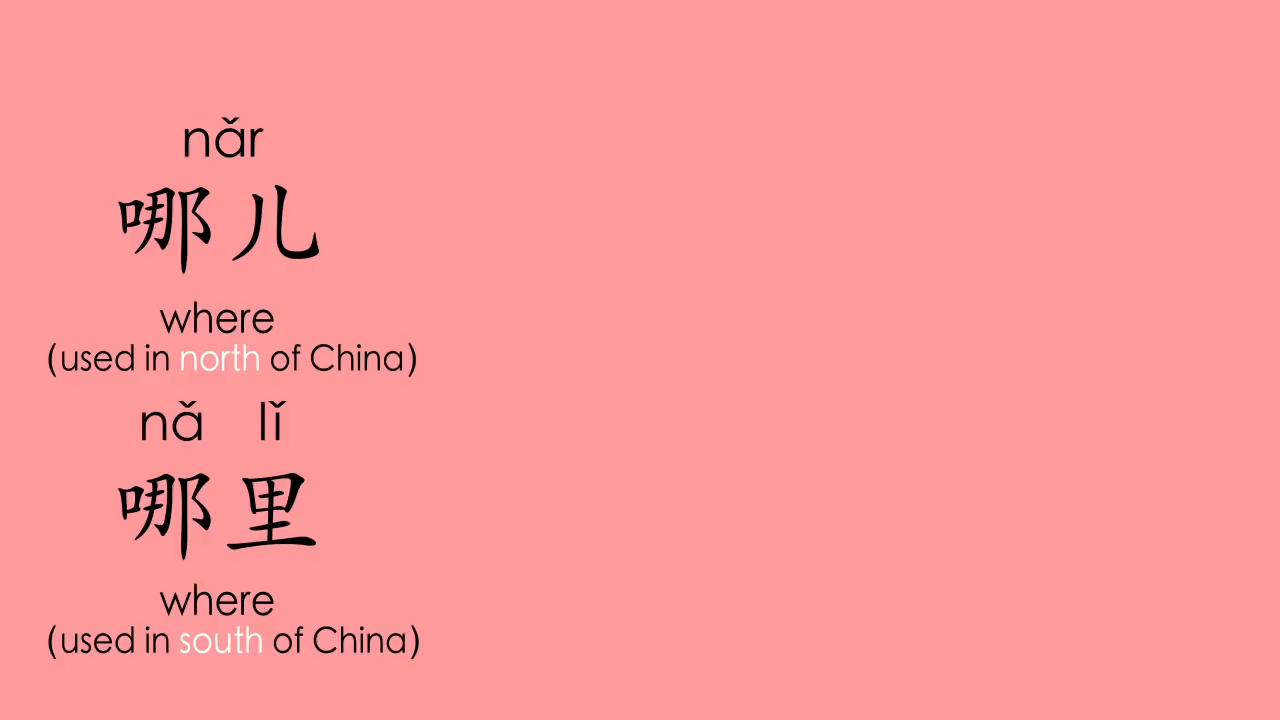 nǎr
哪儿
where
(used in north of China)
nǎ lǐ
哪里
where
(used in south of China)